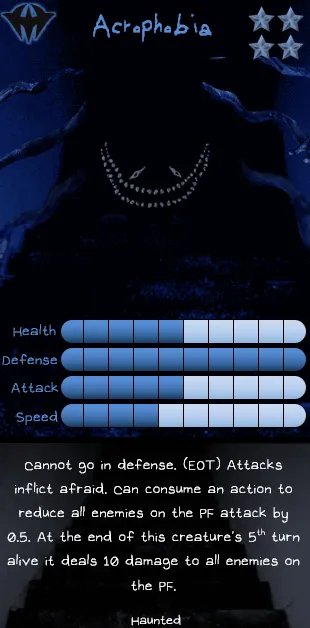 Acrophobia
Health
Defense
Attack
Speed
Cannot go in defense. (EOT) Attacks
inflict afraid. Can consume an action to
reduce all enemies on the PF attack by
0.5. At the end of this creature's 5th turn
alive it deals 10 damage to all enemies on
the PF.
Haunted